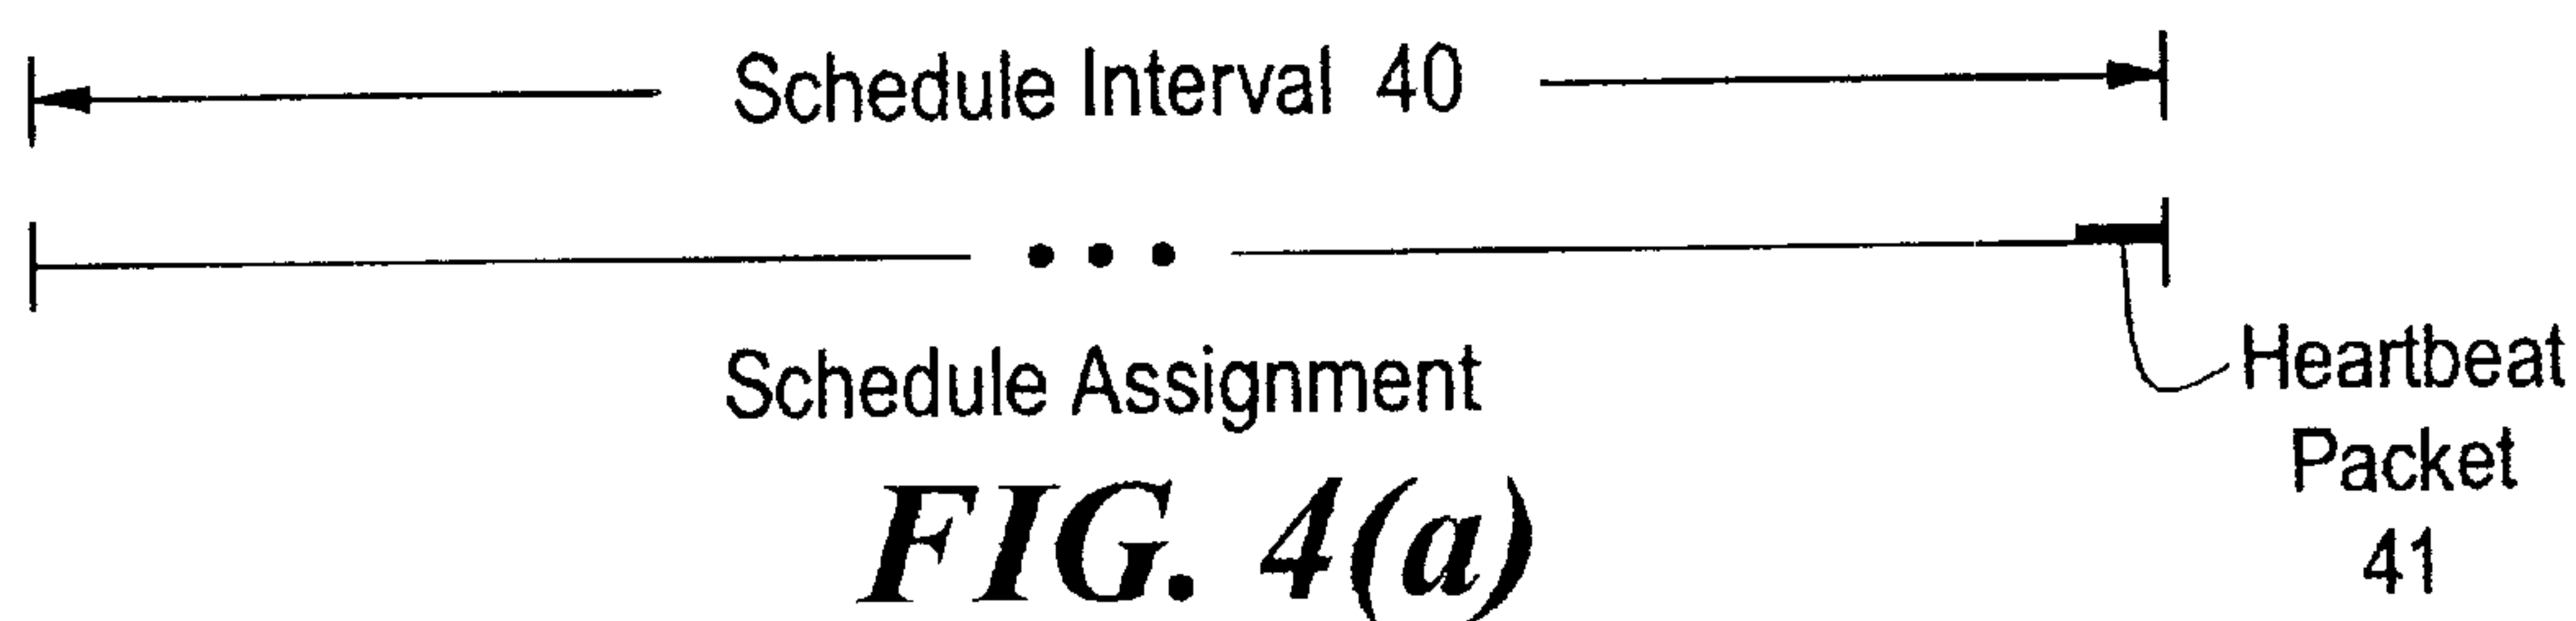 Schedule Interval 40
Schedule Assignment
Heartbeat
Packet
41
FIG. 4(a)